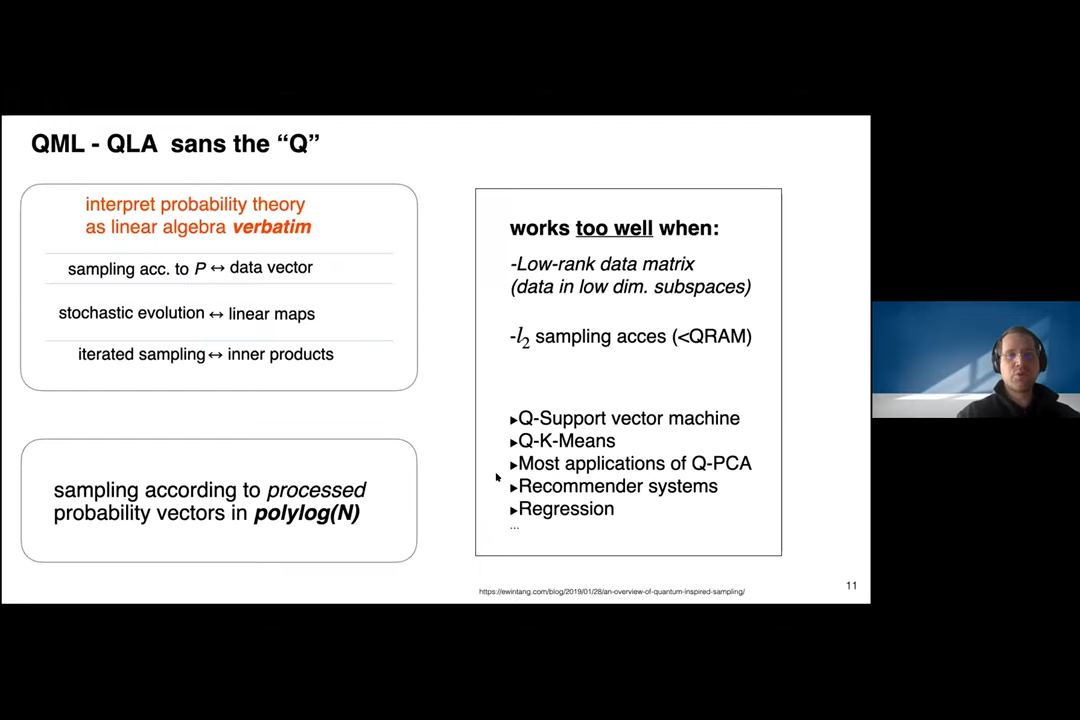 QML - QLA sans the “Q”
interpret probability theory
as linear algebra verbatim
sampling acc. to P ↔ data vector
stochastic evolution ↔ linear maps
iterated sampling ↔ inner products
sampling according to processed
probability vectors in polylog(N)
works too well when:
-Low-rank data matrix
(data in low dim. subspaces)
-l₂ sampling acces (<QRAM)
▸Q-Support vector machine
▸Q-K-Means
▸Most applications of Q-PCA
▸Recommender systems
▸Regression
...
https://ewintang.com/blog/2019/01/28/an-overview-of-quantum-inspired-sampling/
11